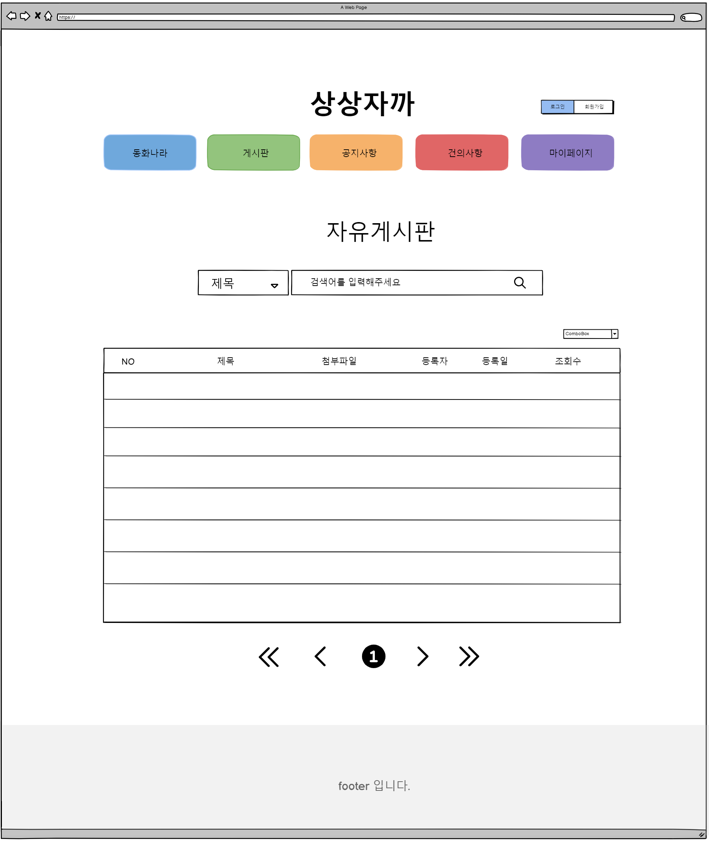 A Web Page
https://
상상자까
로그인 회원가입
동화나라 게시판 공지사항 건의사항 마이페이지
자유게시판
제목 검색어를 입력해주세요
ComboBox
NO 제목 첨부파일 등록자 등록일 조회수
1
footer 입니다.